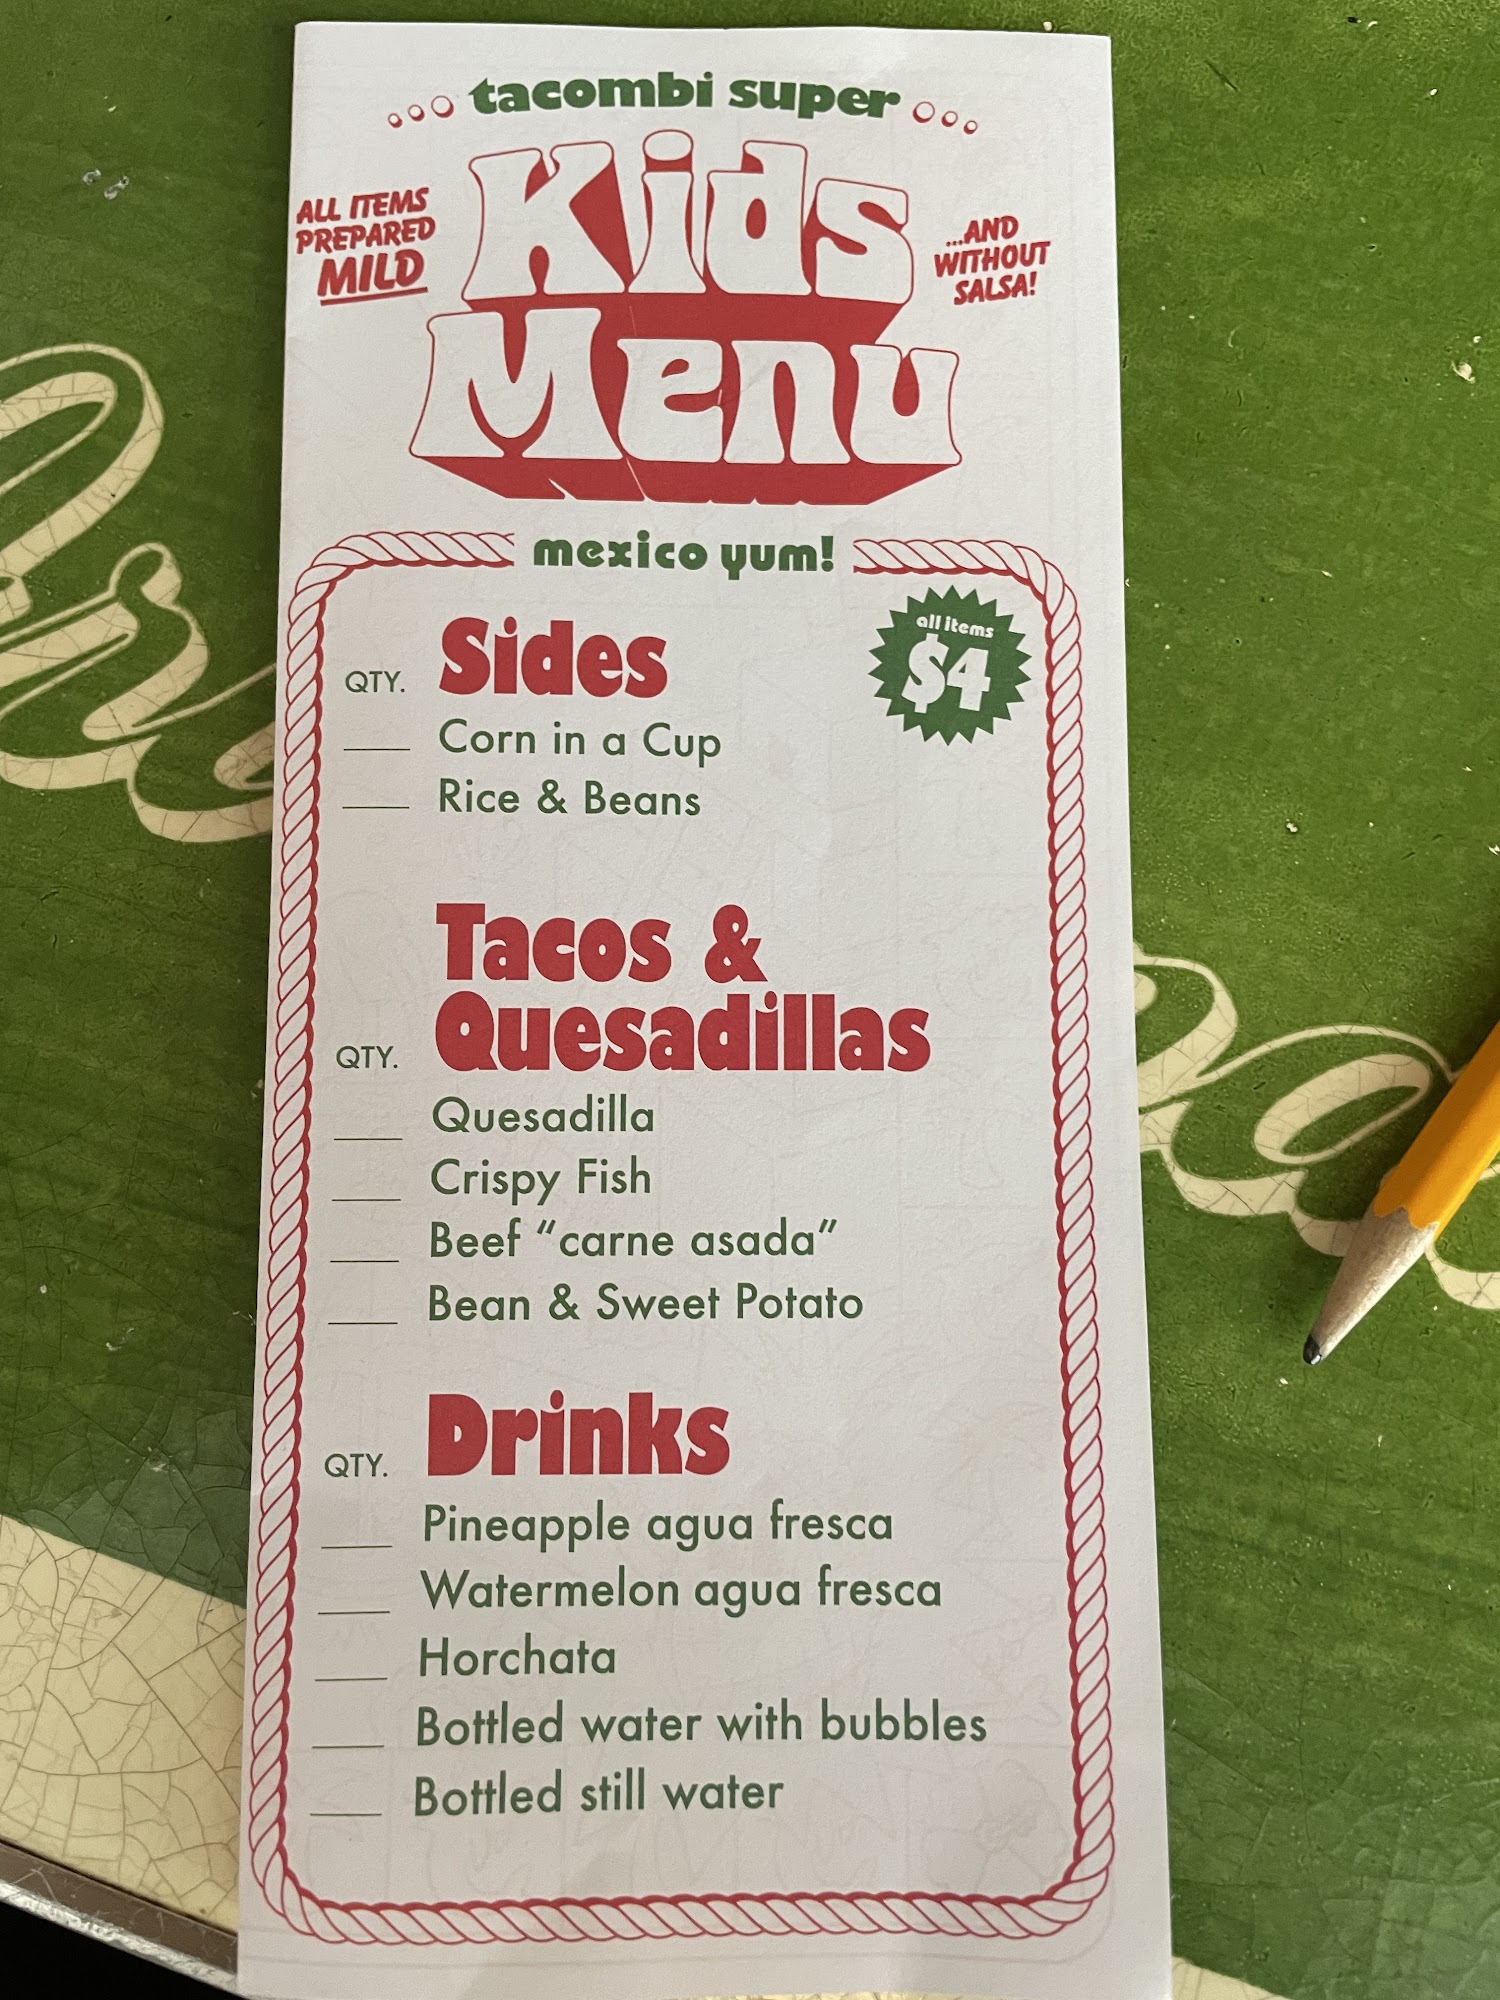 tacombi super
ALL ITEMS
PREPARED
MILD
Kids
Menu
...AND
WITHOUT
SALSA!
mexico yum!
all items
$4
QTY. Sides
Corn in a Cup
Rice & Beans
Tacos &
QTY. Quesadillas
Quesadilla
Crispy Fish
Beef “carne asada”
Bean & Sweet Potato
QTY. Drinks
Pineapple agua fresca
Watermelon agua fresca
Horchata
Bottled water with bubbles
Bottled still water